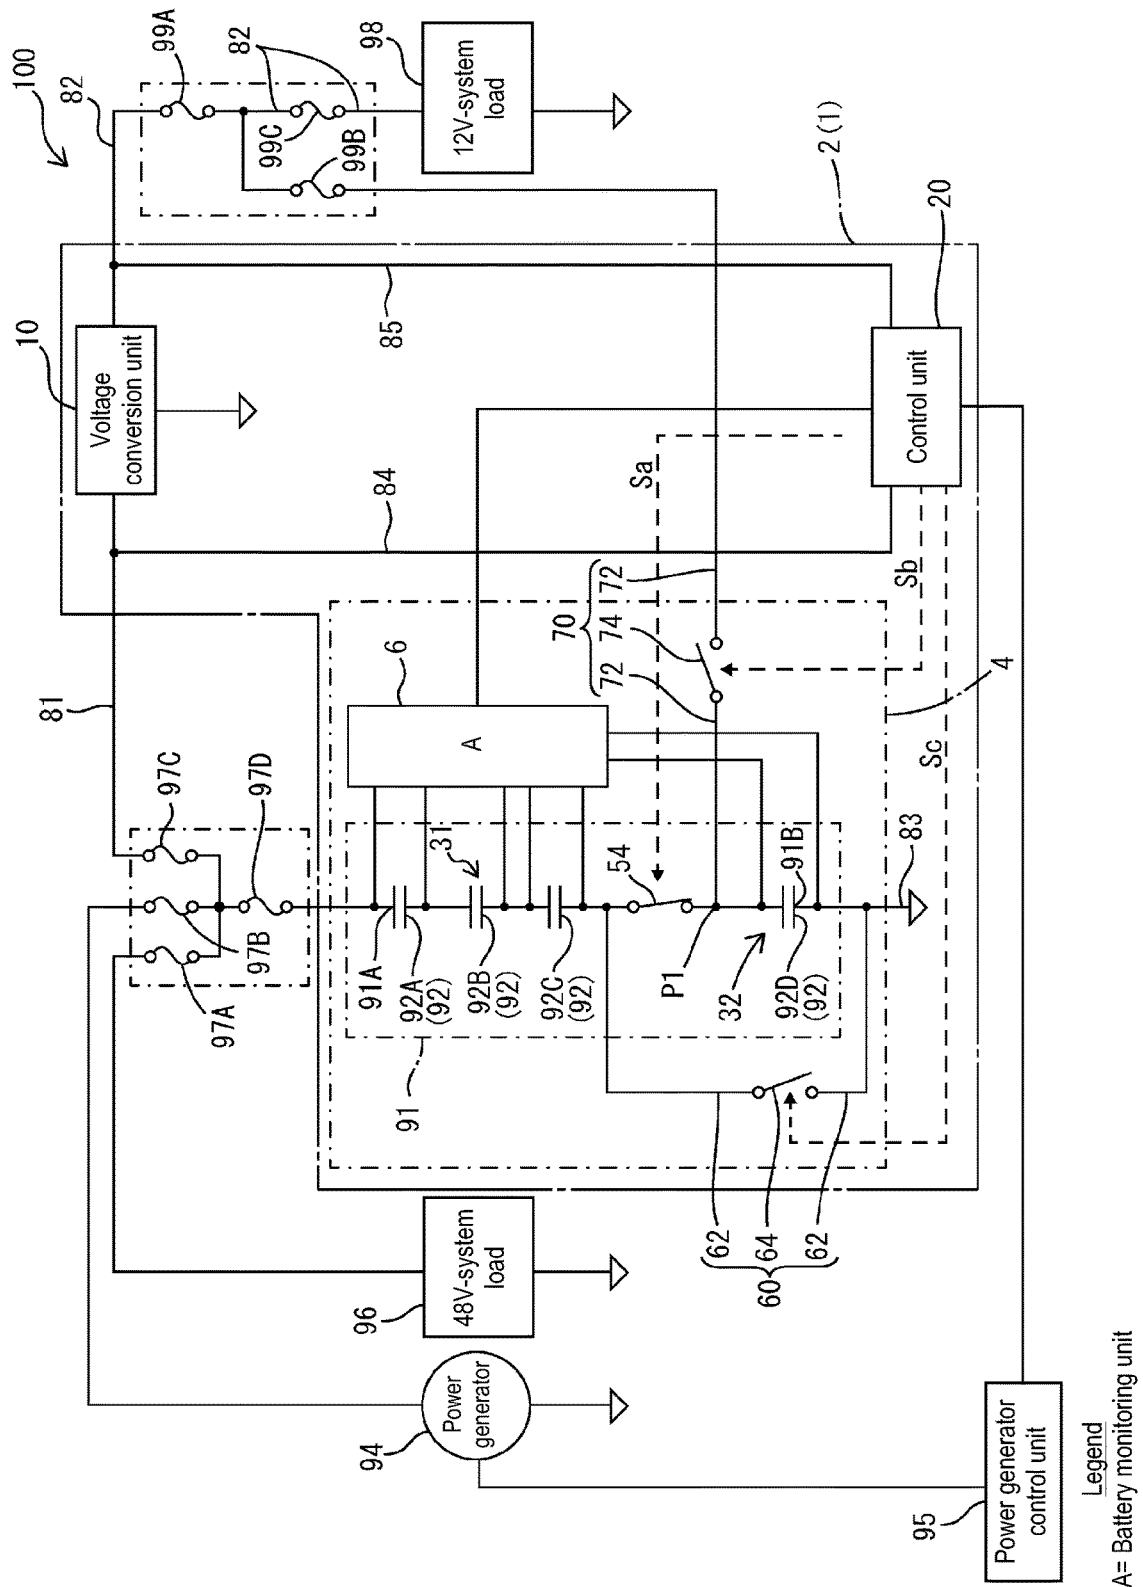 100
82
99A
82
98
12V-system
load
99C
99B
2(1)
10
Voltage
conversion unit
85
20
Control unit
84
Sa
Sb
Sc
81
70
72
74
72
6
A
4
97C
97D
97B
97A
31
54
91B
83
91A
92A
(92)
92B
(92)
92C
(92)
P1
32
92D
(92)
91
62
64
62
60
48V-system
load
96
Power
generator
94
95
Power generator
control unit
Legend
A= Battery monitoring unit